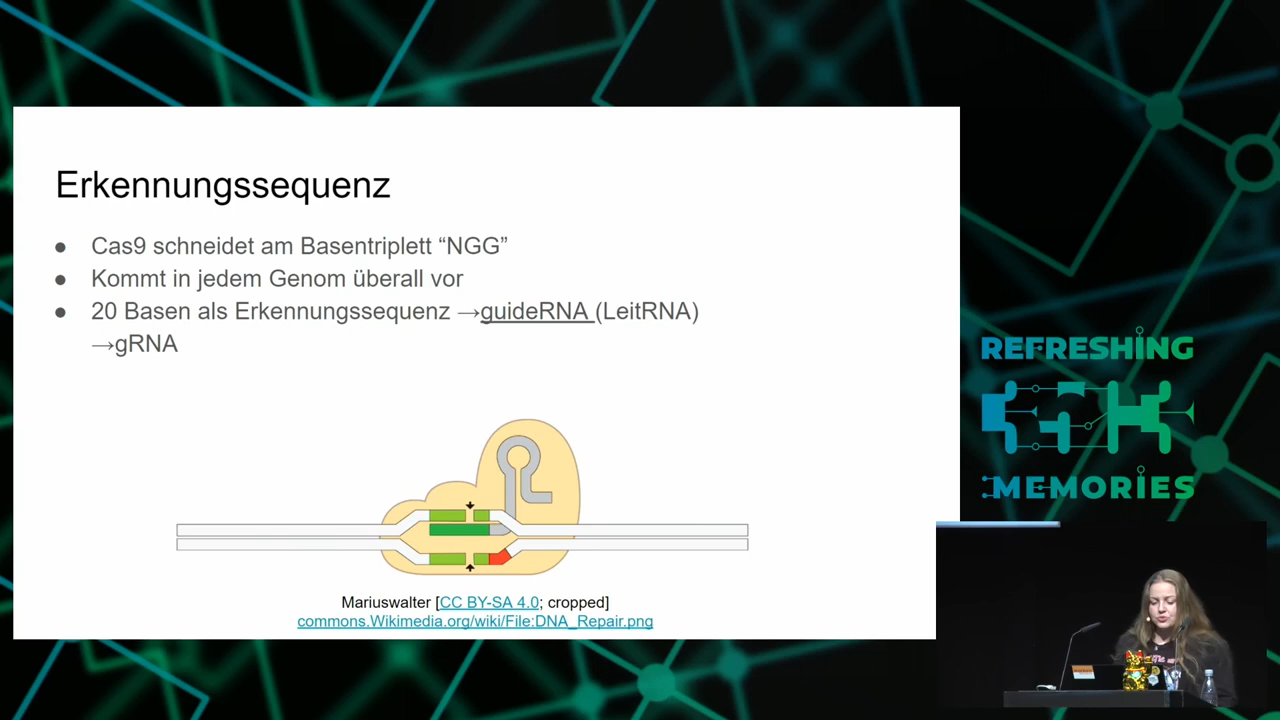 Erkennungssequenz
● Cas9 schneidet am Basentriplett “NGG”
● Kommt in jedem Genom überall vor
● 20 Basen als Erkennungssequenz →guideRNA (LeitRNA)
→gRNA
Mariuswalter [CC BY-SA 4.0; cropped]
commons.Wikimedia.org/wiki/File:DNA_Repair.png
REFRESHING
MEMORIES